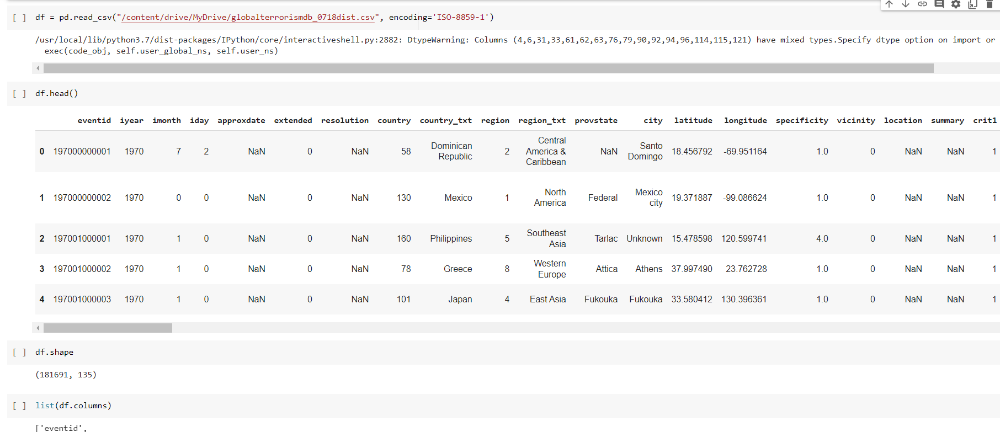 [ ] df = pd.read_csv("/content/drive/MyDrive/globalterrorismdb_0718dist.csv", encoding='ISO-8859-1')
/usr/local/lib/python3.7/dist-packages/IPython/core/interactiveshell.py:2882: DtypeWarning: Columns (4,6,31,33,61,62,63,76,79,90,92,94,96,114,115,121) have mixed types.Specify dtype option on import or
exec(code_obj, self.user_global_ns, self.user_ns)
[ ] df.head()
eventid iyear imonth iday approxdate extended resolution country country_txt region region_txt provstate city latitude longitude specificity vicinity location summary crit1
0 197000000001 1970 7 2 NaN 0 NaN 58 Dominican Republic 2 Central America & Caribbean NaN Santo Domingo 18.456792 -69.951164 1.0 0 NaN NaN 1
1 197000000002 1970 0 0 NaN 0 NaN 130 Mexico 1 North America Federal Mexico city 19.371887 -99.086624 1.0 0 NaN NaN 1
2 197001000001 1970 1 0 NaN 0 NaN 160 Philippines 5 Southeast Asia Tarlac Unknown 15.478598 120.599741 4.0 0 NaN NaN 1
3 197001000002 1970 1 0 NaN 0 NaN 78 Greece 8 Western Europe Attica Athens 37.997490 23.762728 1.0 0 NaN NaN 1
4 197001000003 1970 1 0 NaN 0 NaN 101 Japan 4 East Asia Fukouka Fukouka 33.580412 130.396361 1.0 0 NaN NaN 1
[ ] df.shape
(181691, 135)
[ ] list(df.columns)
['eventid',